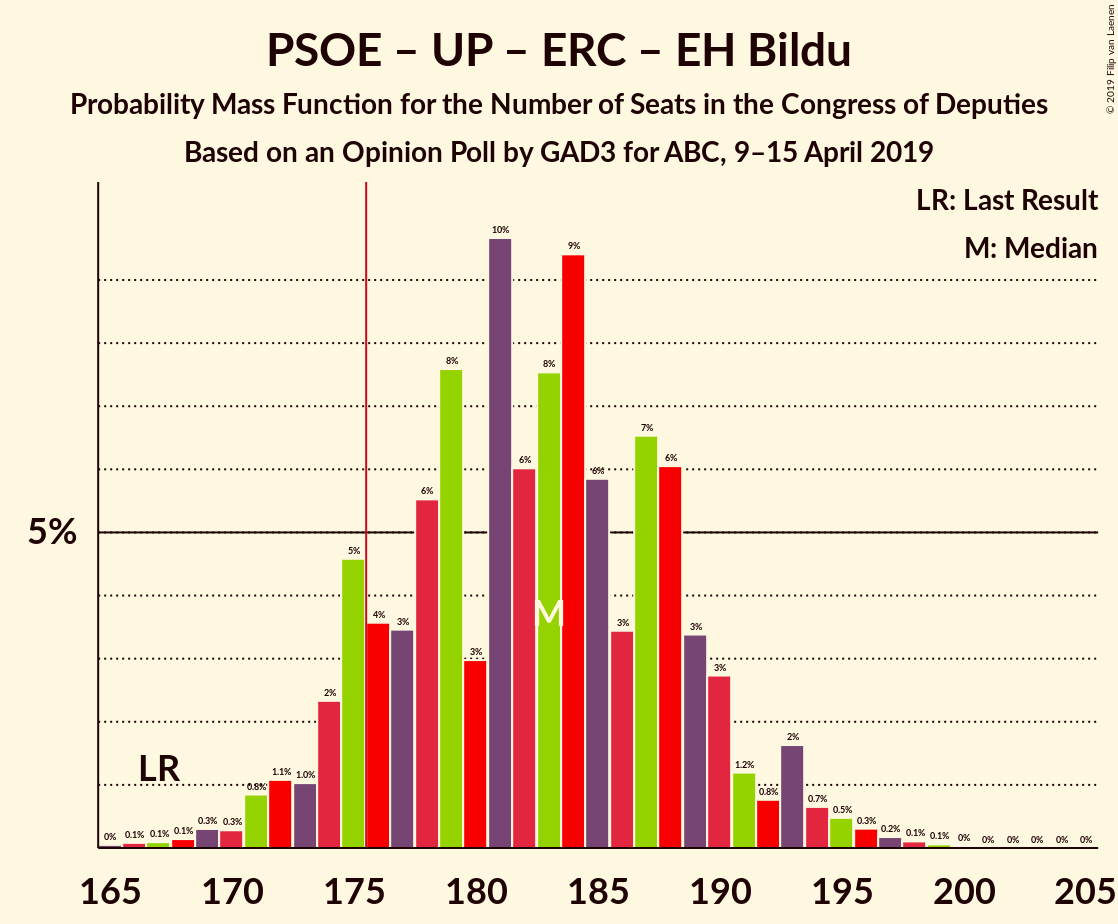 PSOE – UP – ERC – EH Bildu
Probability Mass Function for the Number of Seats in the Congress of Deputies
Based on an Opinion Poll by GAD3 for ABC, 9–15 April 2019
© 2019 Filip van Laenen
LR: Last Result
M: Median
5%
0% 0.1% 0.1% 0.1% 0.3% 0.3% 0.8% 1.1% 1.0% 2% 5% 4% 3% 6% 8% 3% 10% 6% 8% 9% 6% 3% 7% 6% 3% 3% 1.2% 0.8% 2% 0.7% 0.5% 0.3% 0.2% 0.1% 0.1% 0% 0% 0% 0% 0% 0%
M
LR
165 170 175 180 185 190 195 200 205